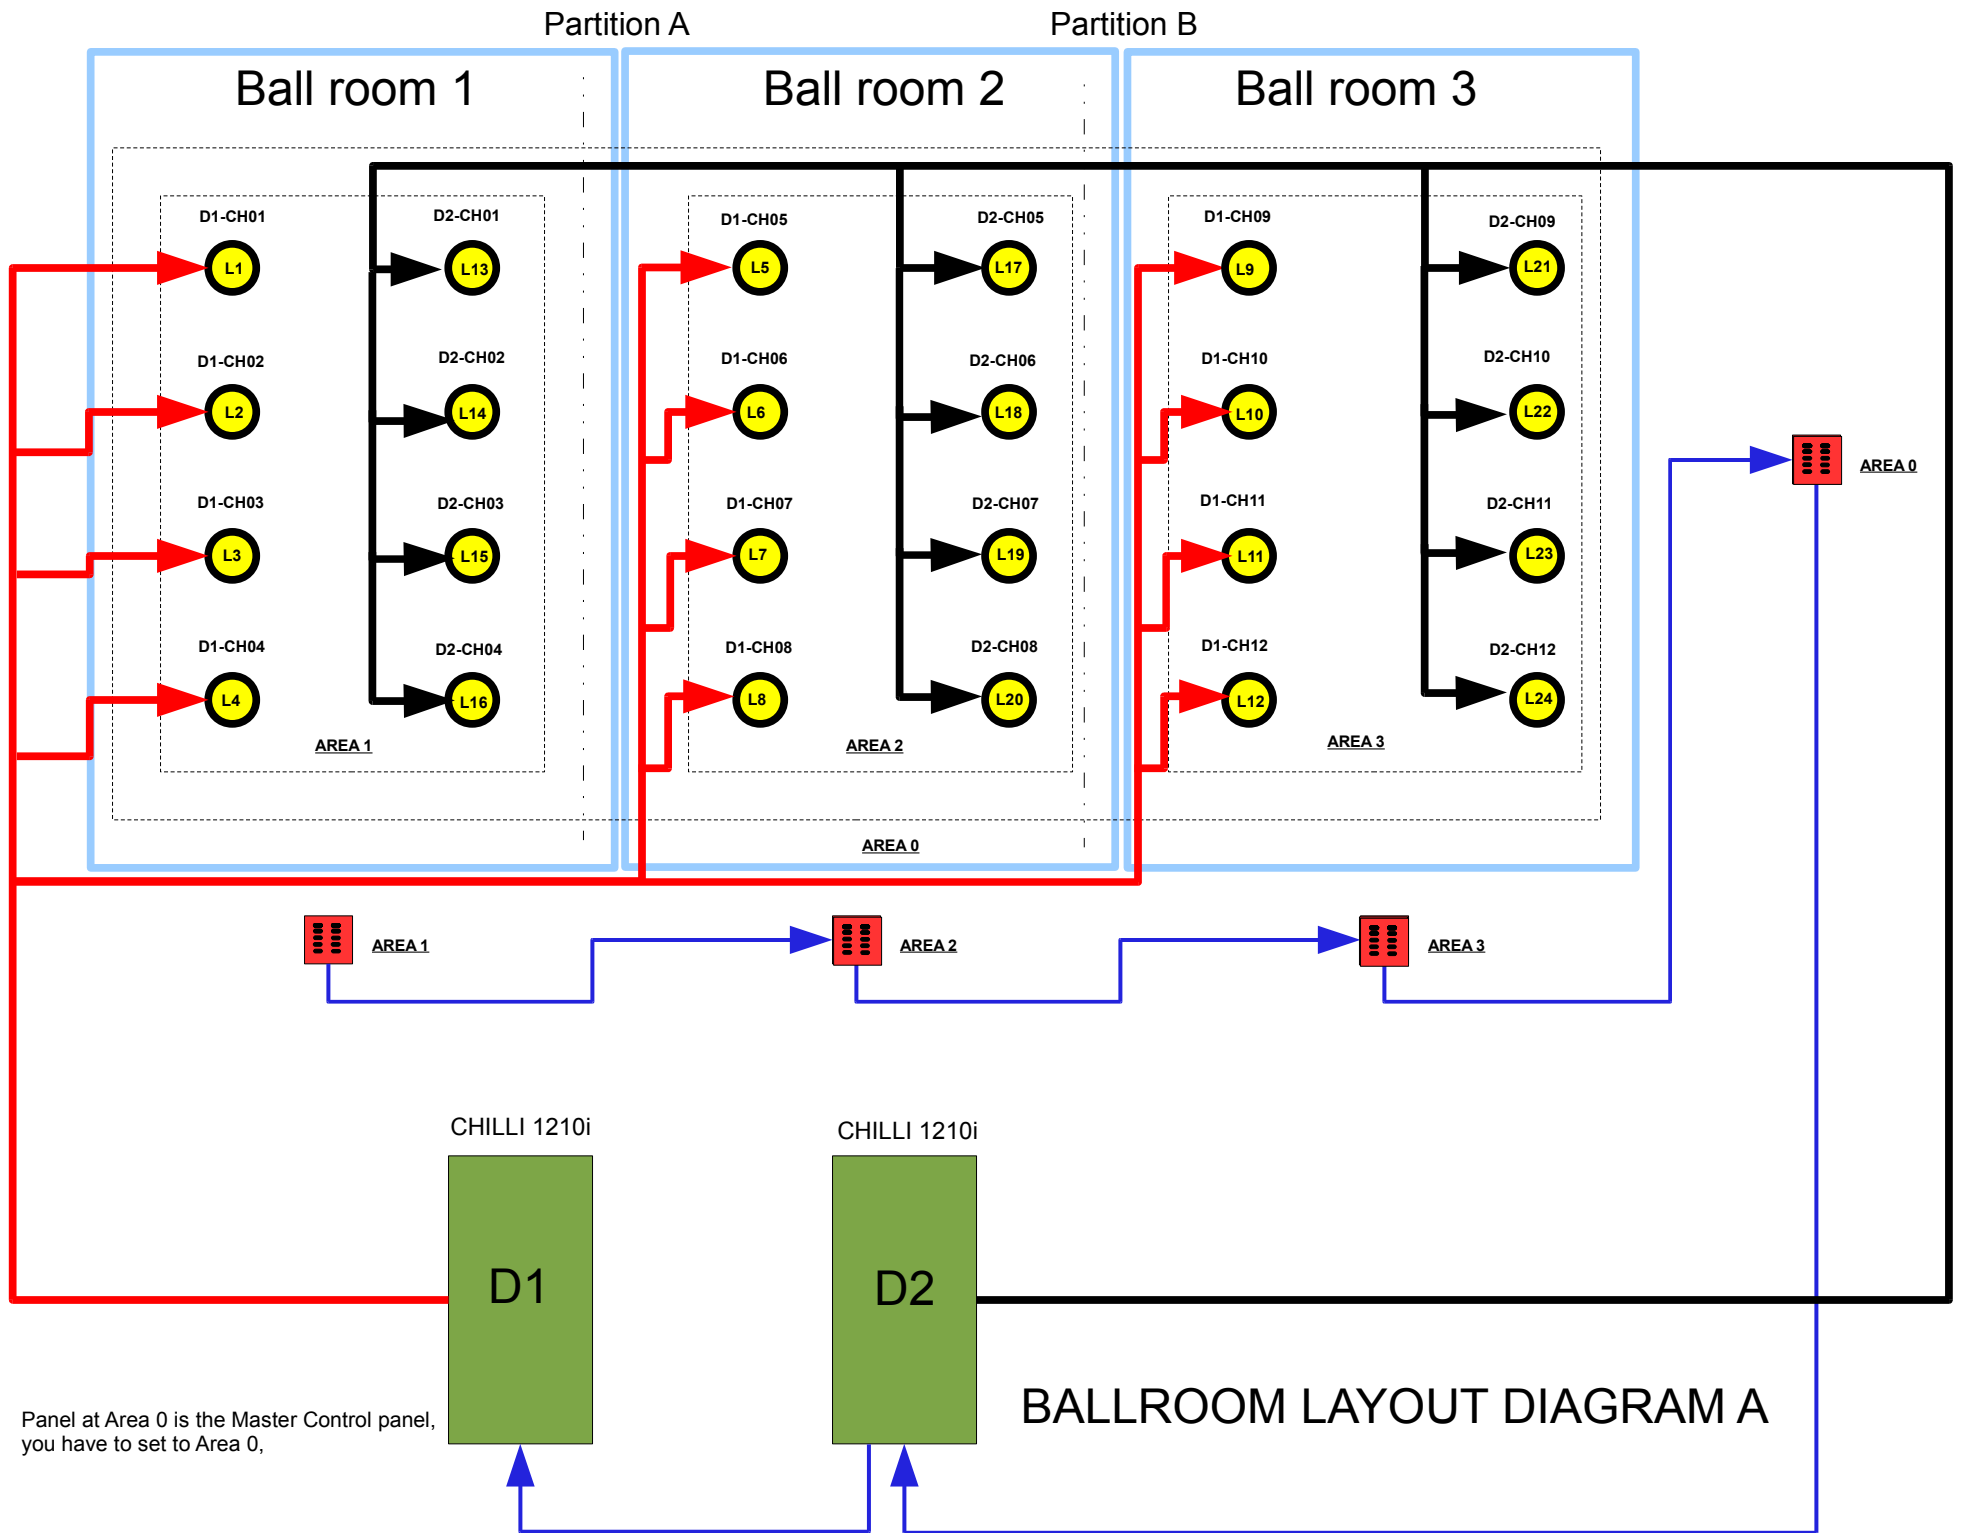 Partition A
Partition B
Ball room 1
Ball room 2
Ball room 3
D1-CH01
D2-CH01
D1-CH05
D2-CH05
D1-CH09
D2-CH09
L1
L13
L5
L17
L9
L21
D1-CH02
D2-CH02
D1-CH06
D2-CH06
D1-CH10
D2-CH10
L2
L14
L6
L18
L10
L22
D1-CH03
D2-CH03
D1-CH07
D2-CH07
D1-CH11
D2-CH11
L3
L15
L7
L19
L11
L23
D1-CH04
D2-CH04
D1-CH08
D2-CH08
D1-CH12
D2-CH12
L4
L16
L8
L20
L12
L24
AREA 1
AREA 2
AREA 3
AREA 0
AREA 0
AREA 1
AREA 2
AREA 3
CHILLI 1210i
CHILLI 1210i
D1
D2
BALLROOM LAYOUT DIAGRAM A
Panel at Area 0 is the Master Control panel,
you have to set to Area 0,